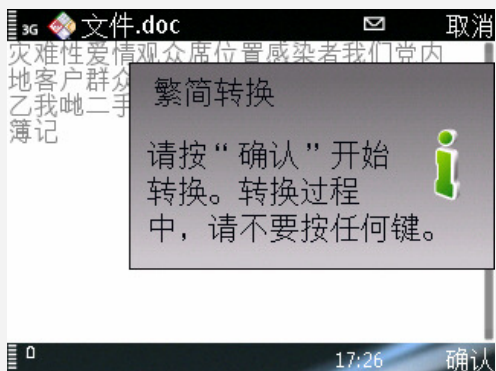 3G 文件.doc 取消
灾难性爱情观众席位置感染者我们党内
地客户群众
乙我哋二手
簿记
繁简转换
请按“确认”开始
转换。转换过程
中，请不要按任何键。
17:26 确认